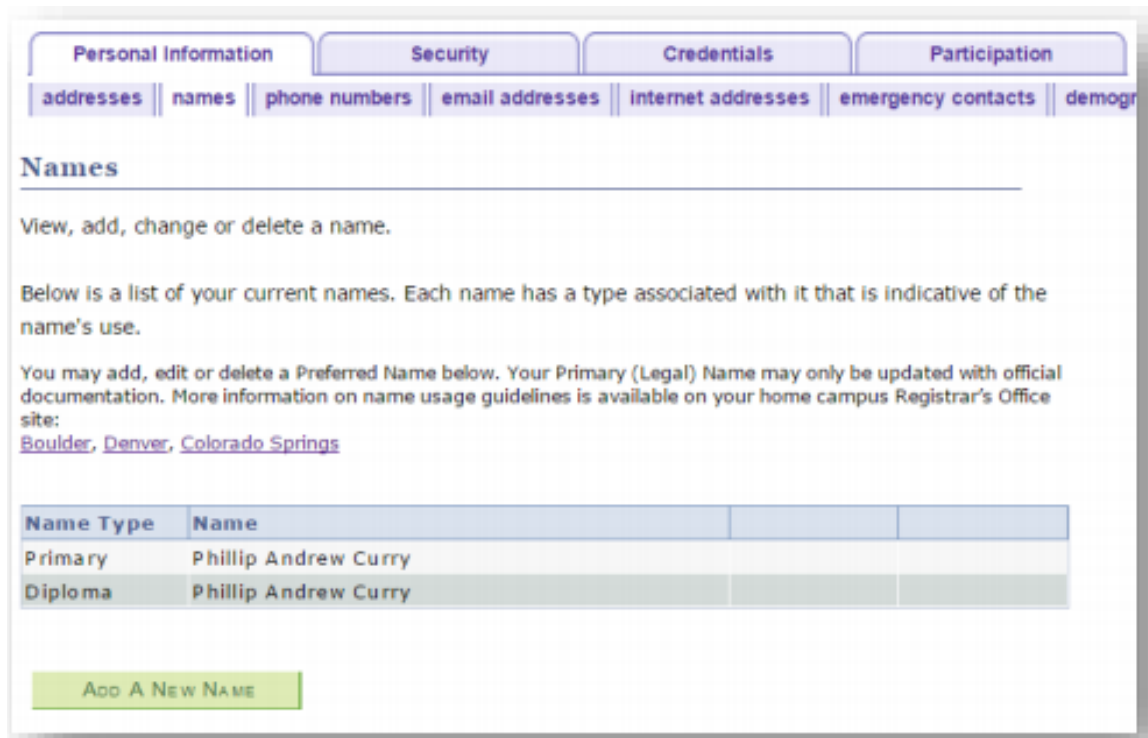 Personal Information Security Credentials Participation
addresses names phone numbers email addresses internet addresses emergency contacts demogr
Names
View, add, change or delete a name.
Below is a list of your current names. Each name has a type associated with it that is indicative of the
name's use.
You may add, edit or delete a Preferred Name below. Your Primary (Legal) Name may only be updated with official
documentation. More information on name usage guidelines is available on your home campus Registrar's Office
site:
Boulder, Denver, Colorado Springs
Name Type Name
Primary Phillip Andrew Curry
Diploma Phillip Andrew Curry
ADD A NEW NAME